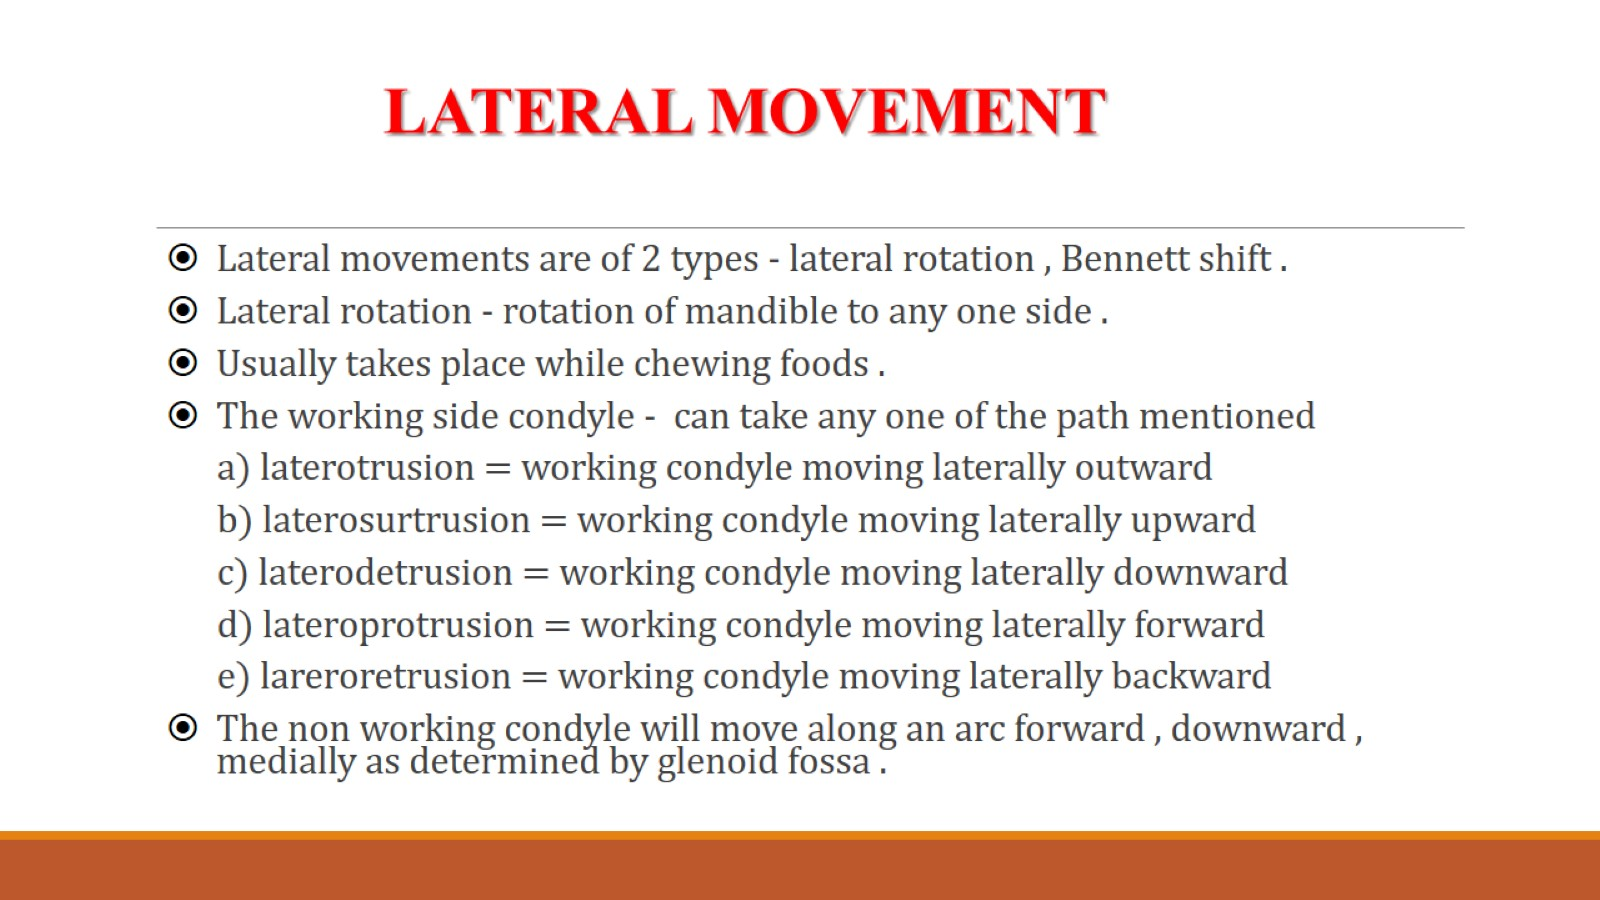 LATERAL MOVEMENT
Lateral movements are of 2 types - lateral rotation , Bennett shift .
Lateral rotation - rotation of mandible to any one side .
Usually takes place while chewing foods .
The working side condyle - can take any one of the path mentioned
a) laterotrusion = working condyle moving laterally outward
b) laterosurtrusion = working condyle moving laterally upward
c) laterodetrusion = working condyle moving laterally downward
d) lateroprotrusion = working condyle moving laterally forward
e) lareroretrusion = working condyle moving laterally backward
The non working condyle will move along an arc forward , downward ,
medially as determined by glenoid fossa .